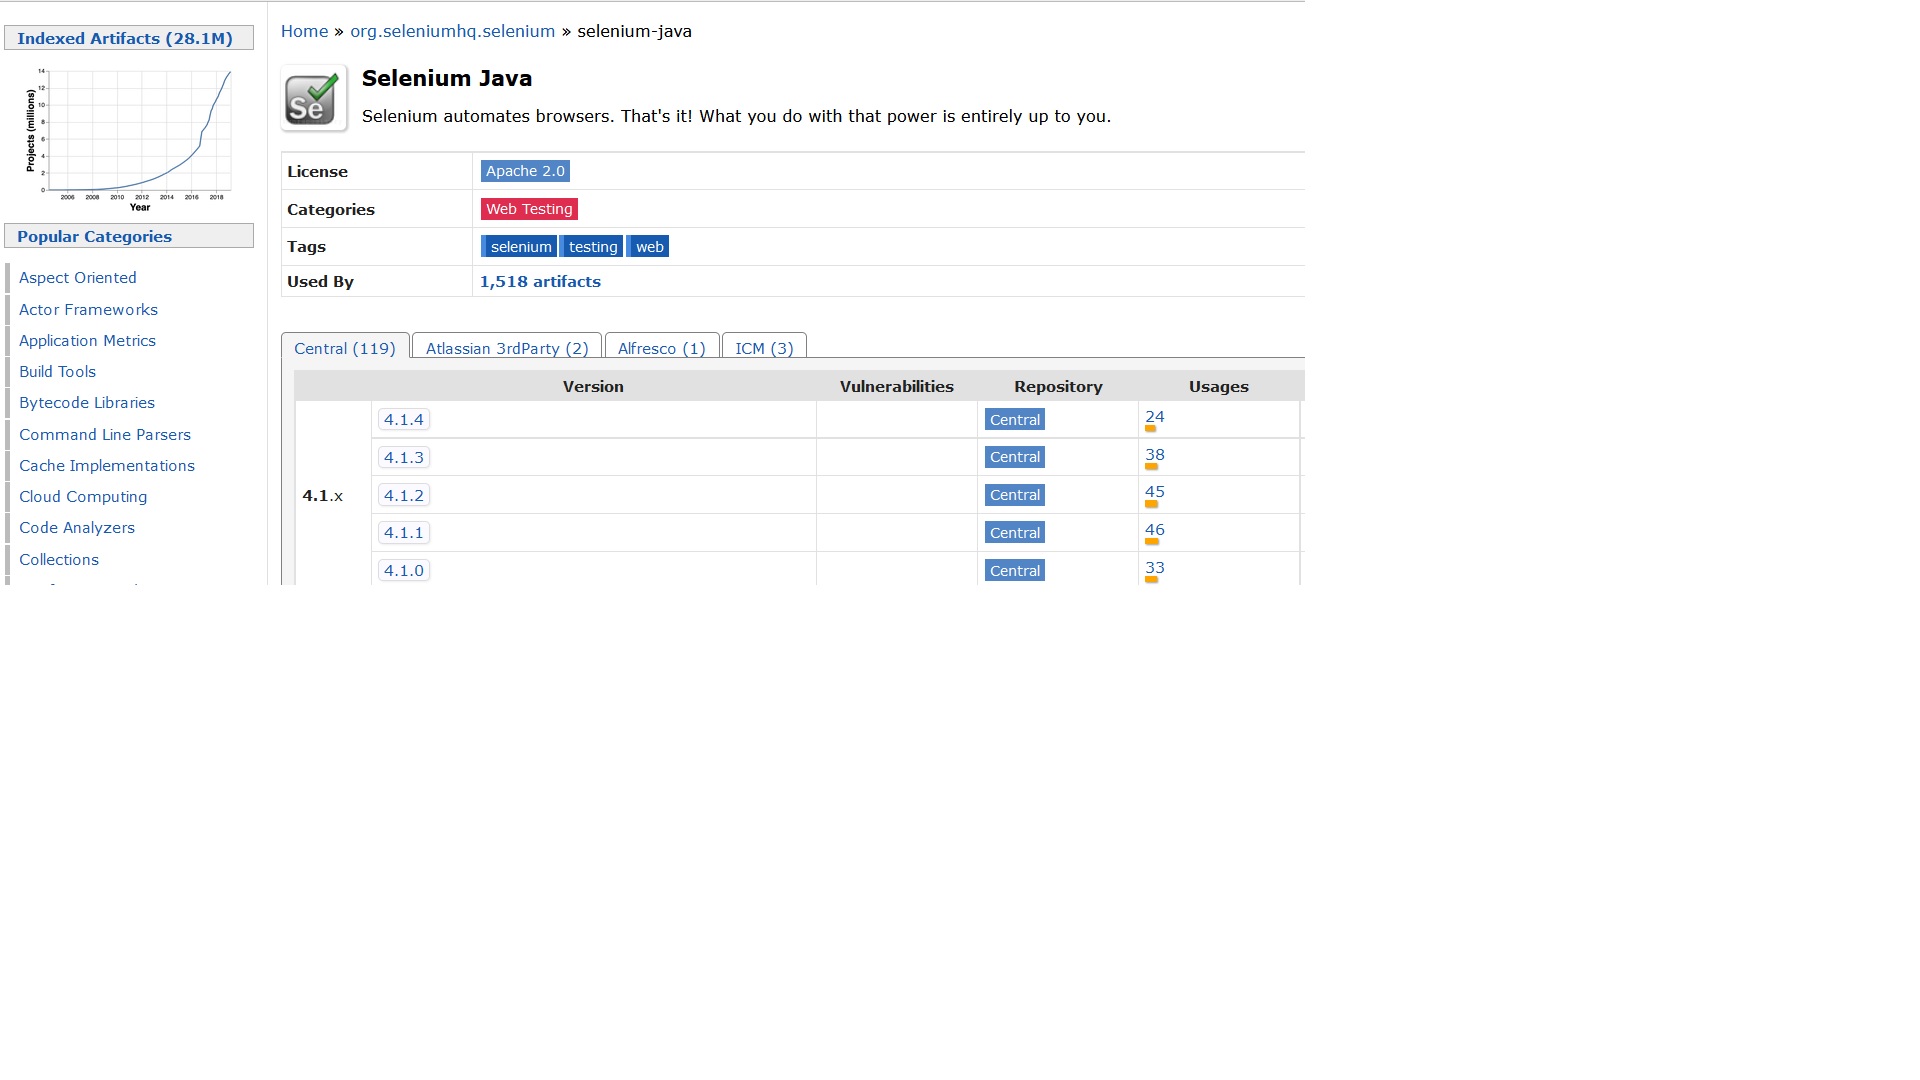 Indexed Artifacts (28.1M)
14
12
10
8
6
4
2
0
Projects (millions)
2006 2008 2010 2012 2014 2016 2018
Year
Popular Categories
Aspect Oriented
Actor Frameworks
Application Metrics
Build Tools
Bytecode Libraries
Command Line Parsers
Cache Implementations
Cloud Computing
Code Analyzers
Collections
Home » org.seleniumhq.selenium » selenium-java
Se
Selenium Java
Selenium automates browsers. That's it! What you do with that power is entirely up to you.
License Apache 2.0
Categories Web Testing
Tags selenium testing web
Used By 1,518 artifacts
Central (119) Atlassian 3rdParty (2) Alfresco (1) ICM (3)
Version Vulnerabilities Repository Usages
4.1.4 Central 24
4.1.3 Central 38
4.1.x 4.1.2 Central 45
4.1.1 Central 46
4.1.0 Central 33